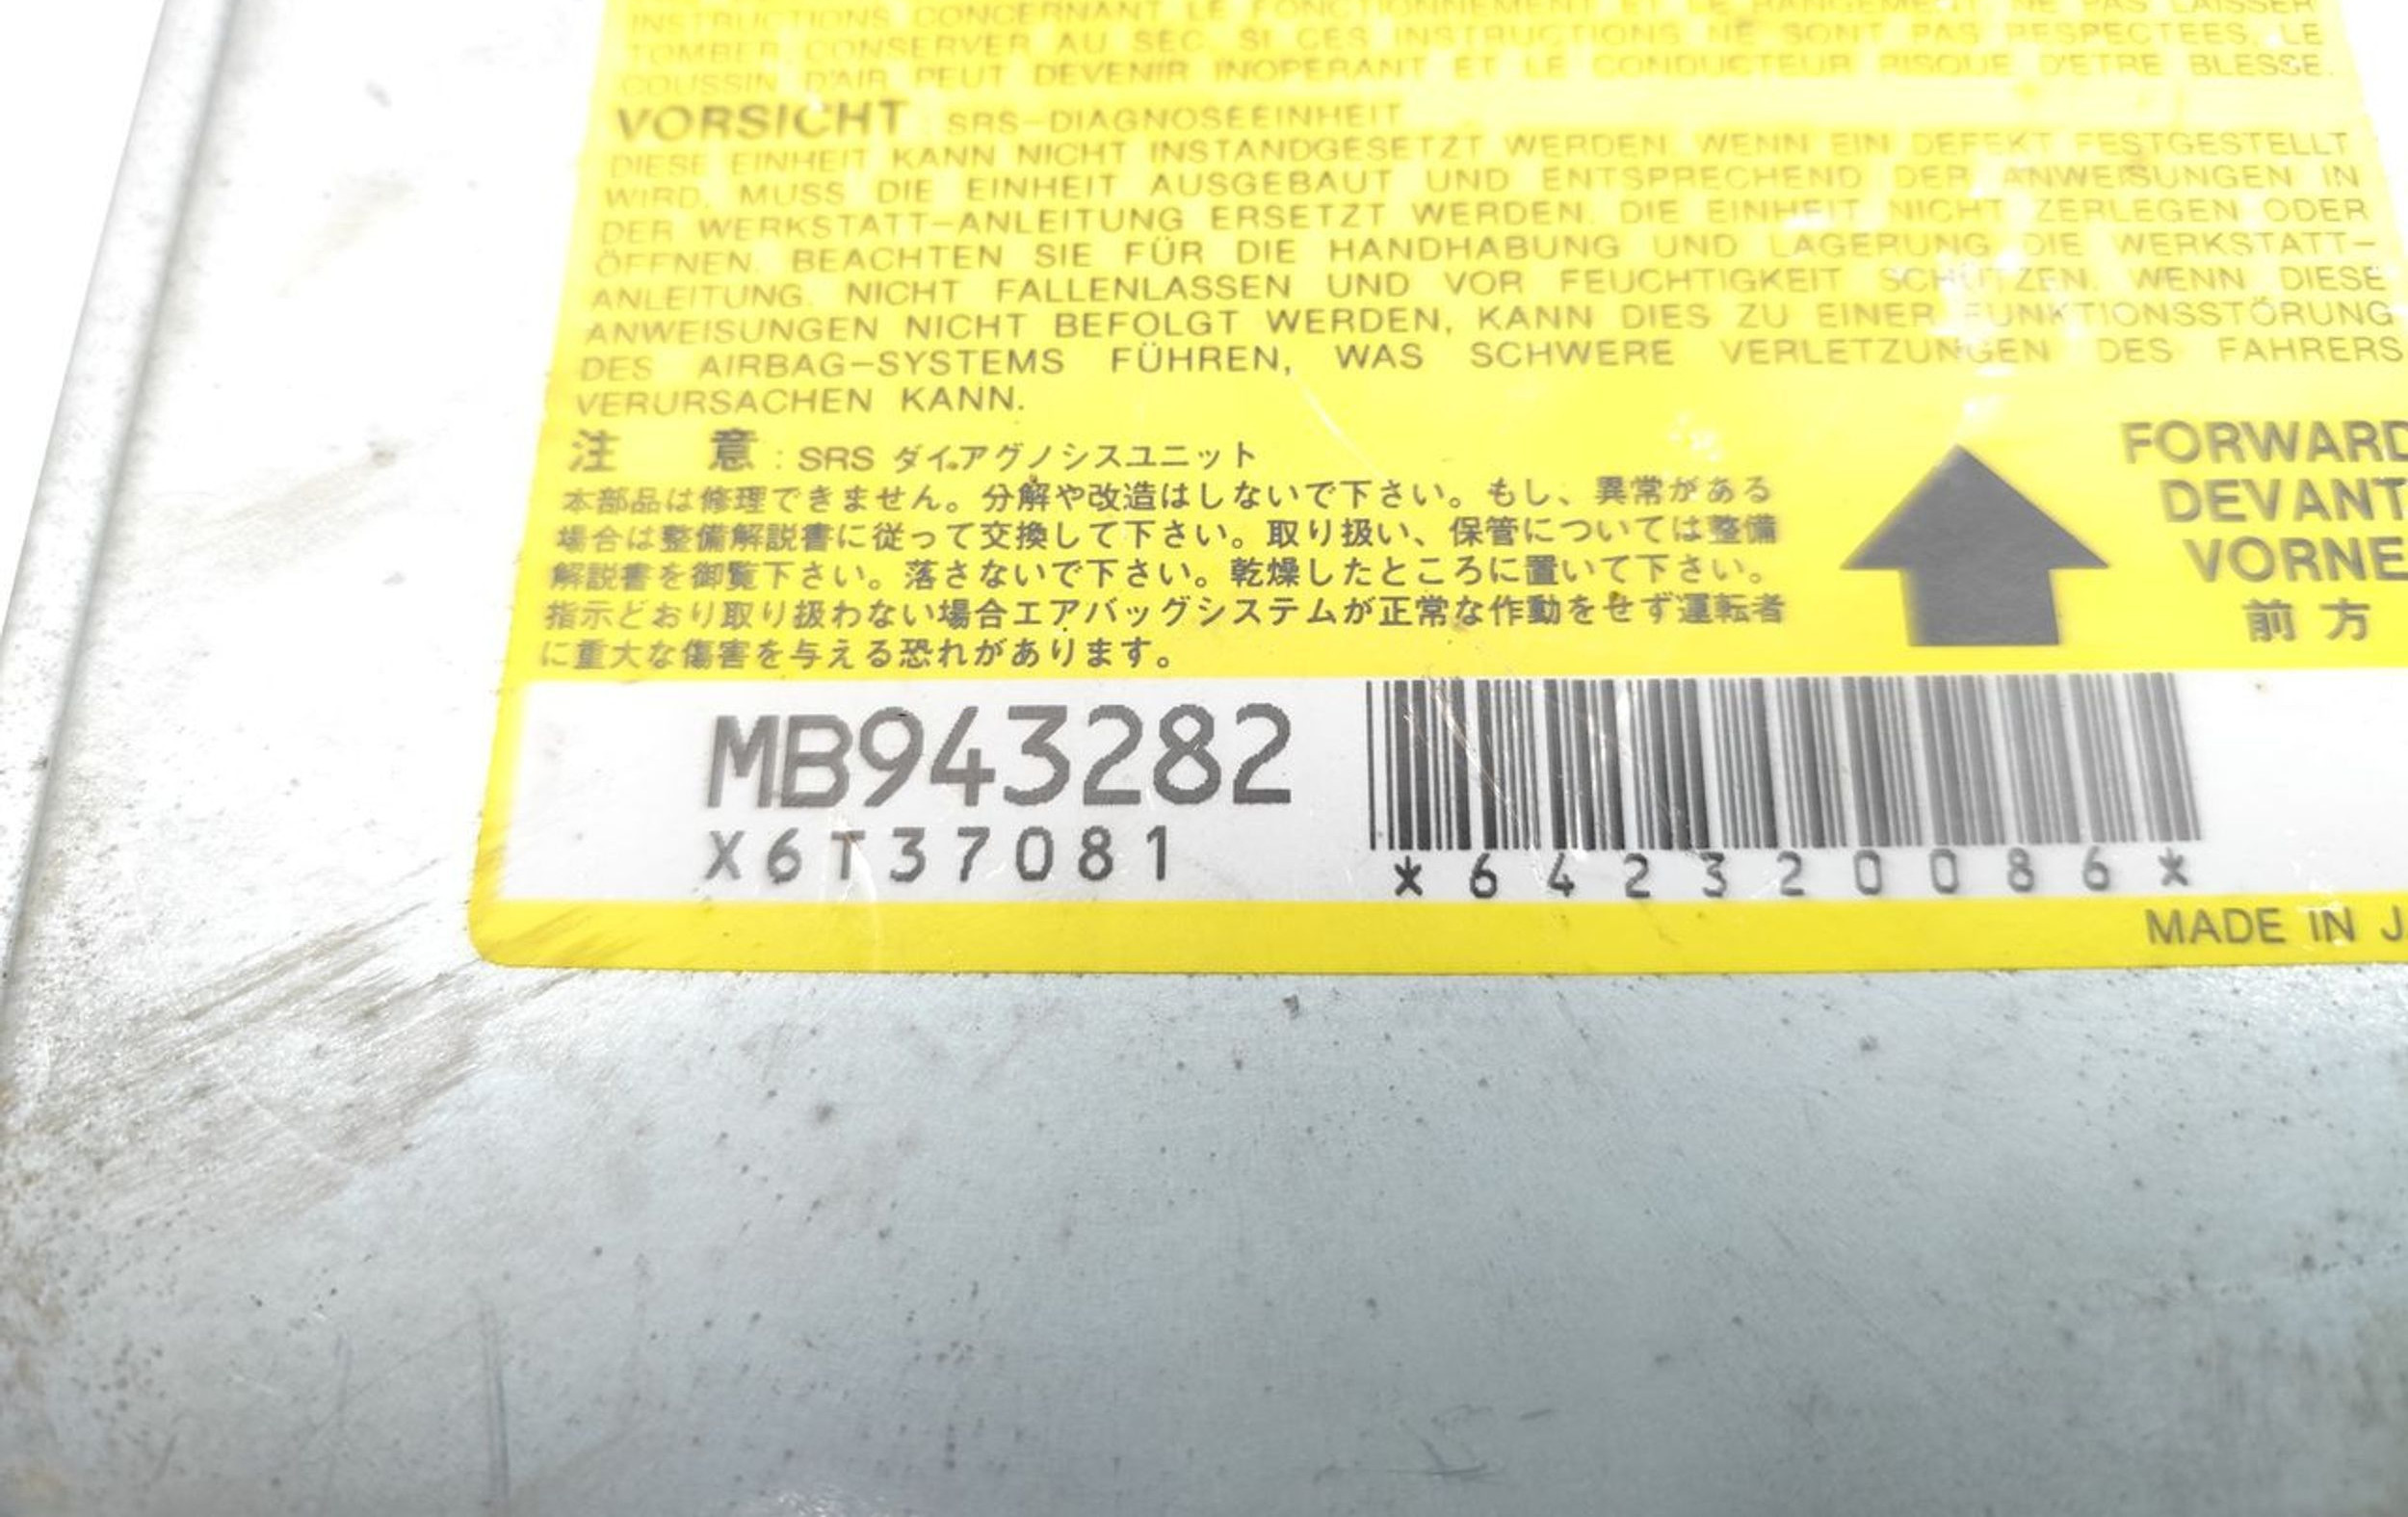 INSTRUCTIONS CONCERNANT LE FONCTIONNEMENT ET LE RANGEMENT NE PAS LAISSER
TOMBER. CONSERVER AU SEC. SI CES INSTRUCTIONS NE SONT PAS RESPECTEES, LE
COUSSIN D'AIR PEUT DEVENIR INOPERANT ET LE CONDUCTEUR RISQUE D'ETRE BLESSE.
VORSICHT : SRS-DIAGNOSEEINHEIT
DIESE EINHEIT KANN NICHT INSTANDGESETZT WERDEN. WENN EIN DEFEKT FESTGESTELLT
WIRD, MUSS DIE EINHEIT AUSGEBAUT UND ENTSPRECHEND DER ANWEISUNGEN IN
DER WERKSTATT-ANLEITUNG ERSETZT WERDEN. DIE EINHEIT NICHT ZERLEGEN ODER
ÖFFNEN. BEACHTEN SIE FÜR DIE HANDHABUNG UND LAGERUNG DIE WERKSTATT-
ANLEITUNG. NICHT FALLENLASSEN UND VOR FEUCHTIGKEIT SCHÜTZEN. WENN DIESE
ANWEISUNGEN NICHT BEFOLGT WERDEN, KANN DIES ZU EINER FUNKTIONSSTÖRUNG
DES AIRBAG-SYSTEMS FÜHREN, WAS SCHWERE VERLETZUNGEN DES FAHRERS
VERURSACHEN KANN.
注 意 : SRS ダイアグノシスユニット
本部品は修理できません。分解や改造はしないで下さい。もし、異常がある
場合は整備解説書に従って交換して下さい。取り扱い、保管については整備
解説書を御覧下さい。落さないで下さい。乾燥したところに置いて下さい。
指示どおり取り扱わない場合エアバッグシステムが正常な作動をせず運転者
に重大な傷害を与える恐れがあります。
FORWARD
DEVANT
VORNE
前方
MB943282
X6T37081
*642320086*
MADE IN J